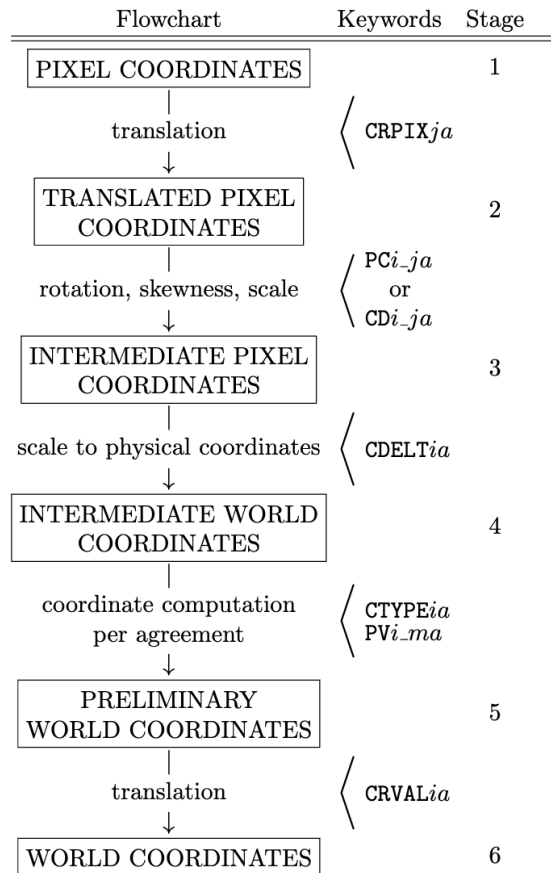 Flowchart Keywords Stage
PIXEL COORDINATES 1
translation CRPIXja
TRANSLATED PIXEL
COORDINATES 2
PCi_ja
rotation, skewness, scale or
CDi_ja
INTERMEDIATE PIXEL
COORDINATES 3
scale to physical coordinates CDELTia
INTERMEDIATE WORLD
COORDINATES 4
coordinate computation CTYPEia
per agreement PVi_ma
PRELIMINARY
WORLD COORDINATES 5
translation CRVALia
WORLD COORDINATES 6